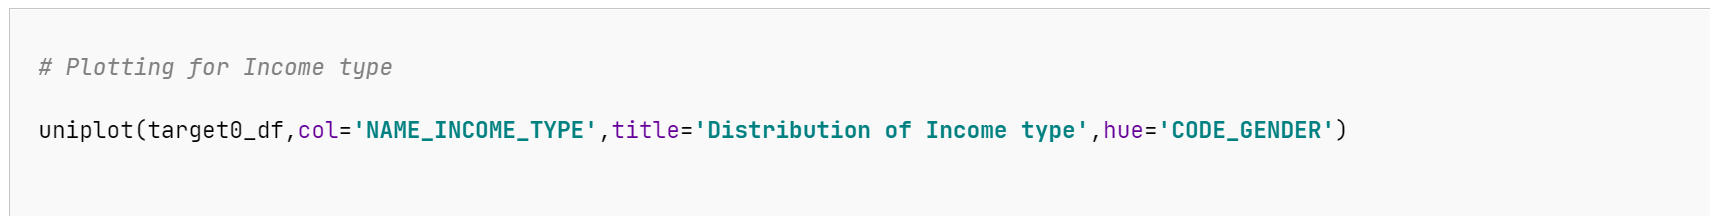 # Plotting for Income type
uniplot(target0_df,col='NAME_INCOME_TYPE',title='Distribution of Income type',hue='CODE_GENDER')